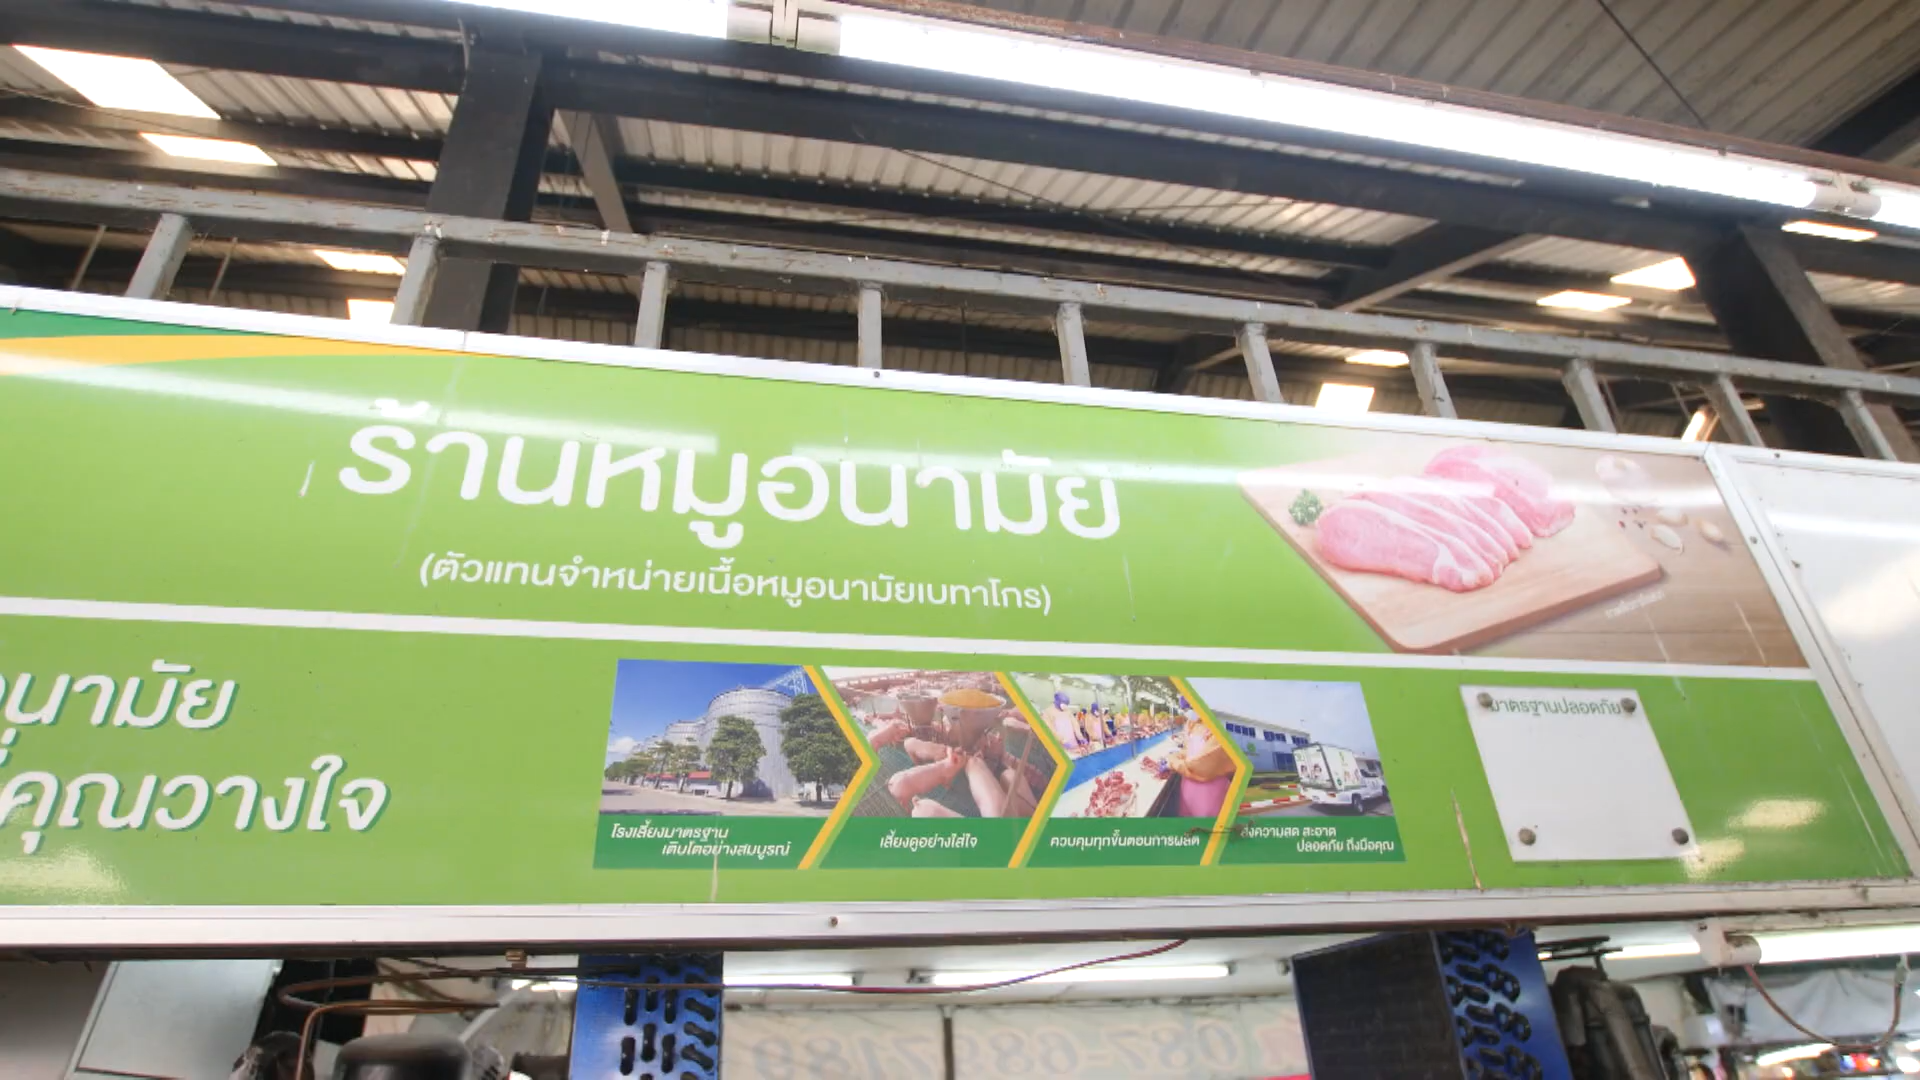 ร้านหมูอนามัย
(ตัวแทนจำหน่ายเนื้อหมูอนามัยเบทาโกร)
อนามัย
ที่คุณวางใจ
โรงเลี้ยงมาตรฐาน
เติบโตอย่างสมบูรณ์
เลี้ยงดูอย่างใส่ใจ
ควบคุมทุกขั้นตอนการผลิต
ส่งความสด สะอาด
ปลอดภัย ถึงมือคุณ
มาตรฐานปลอดภัย